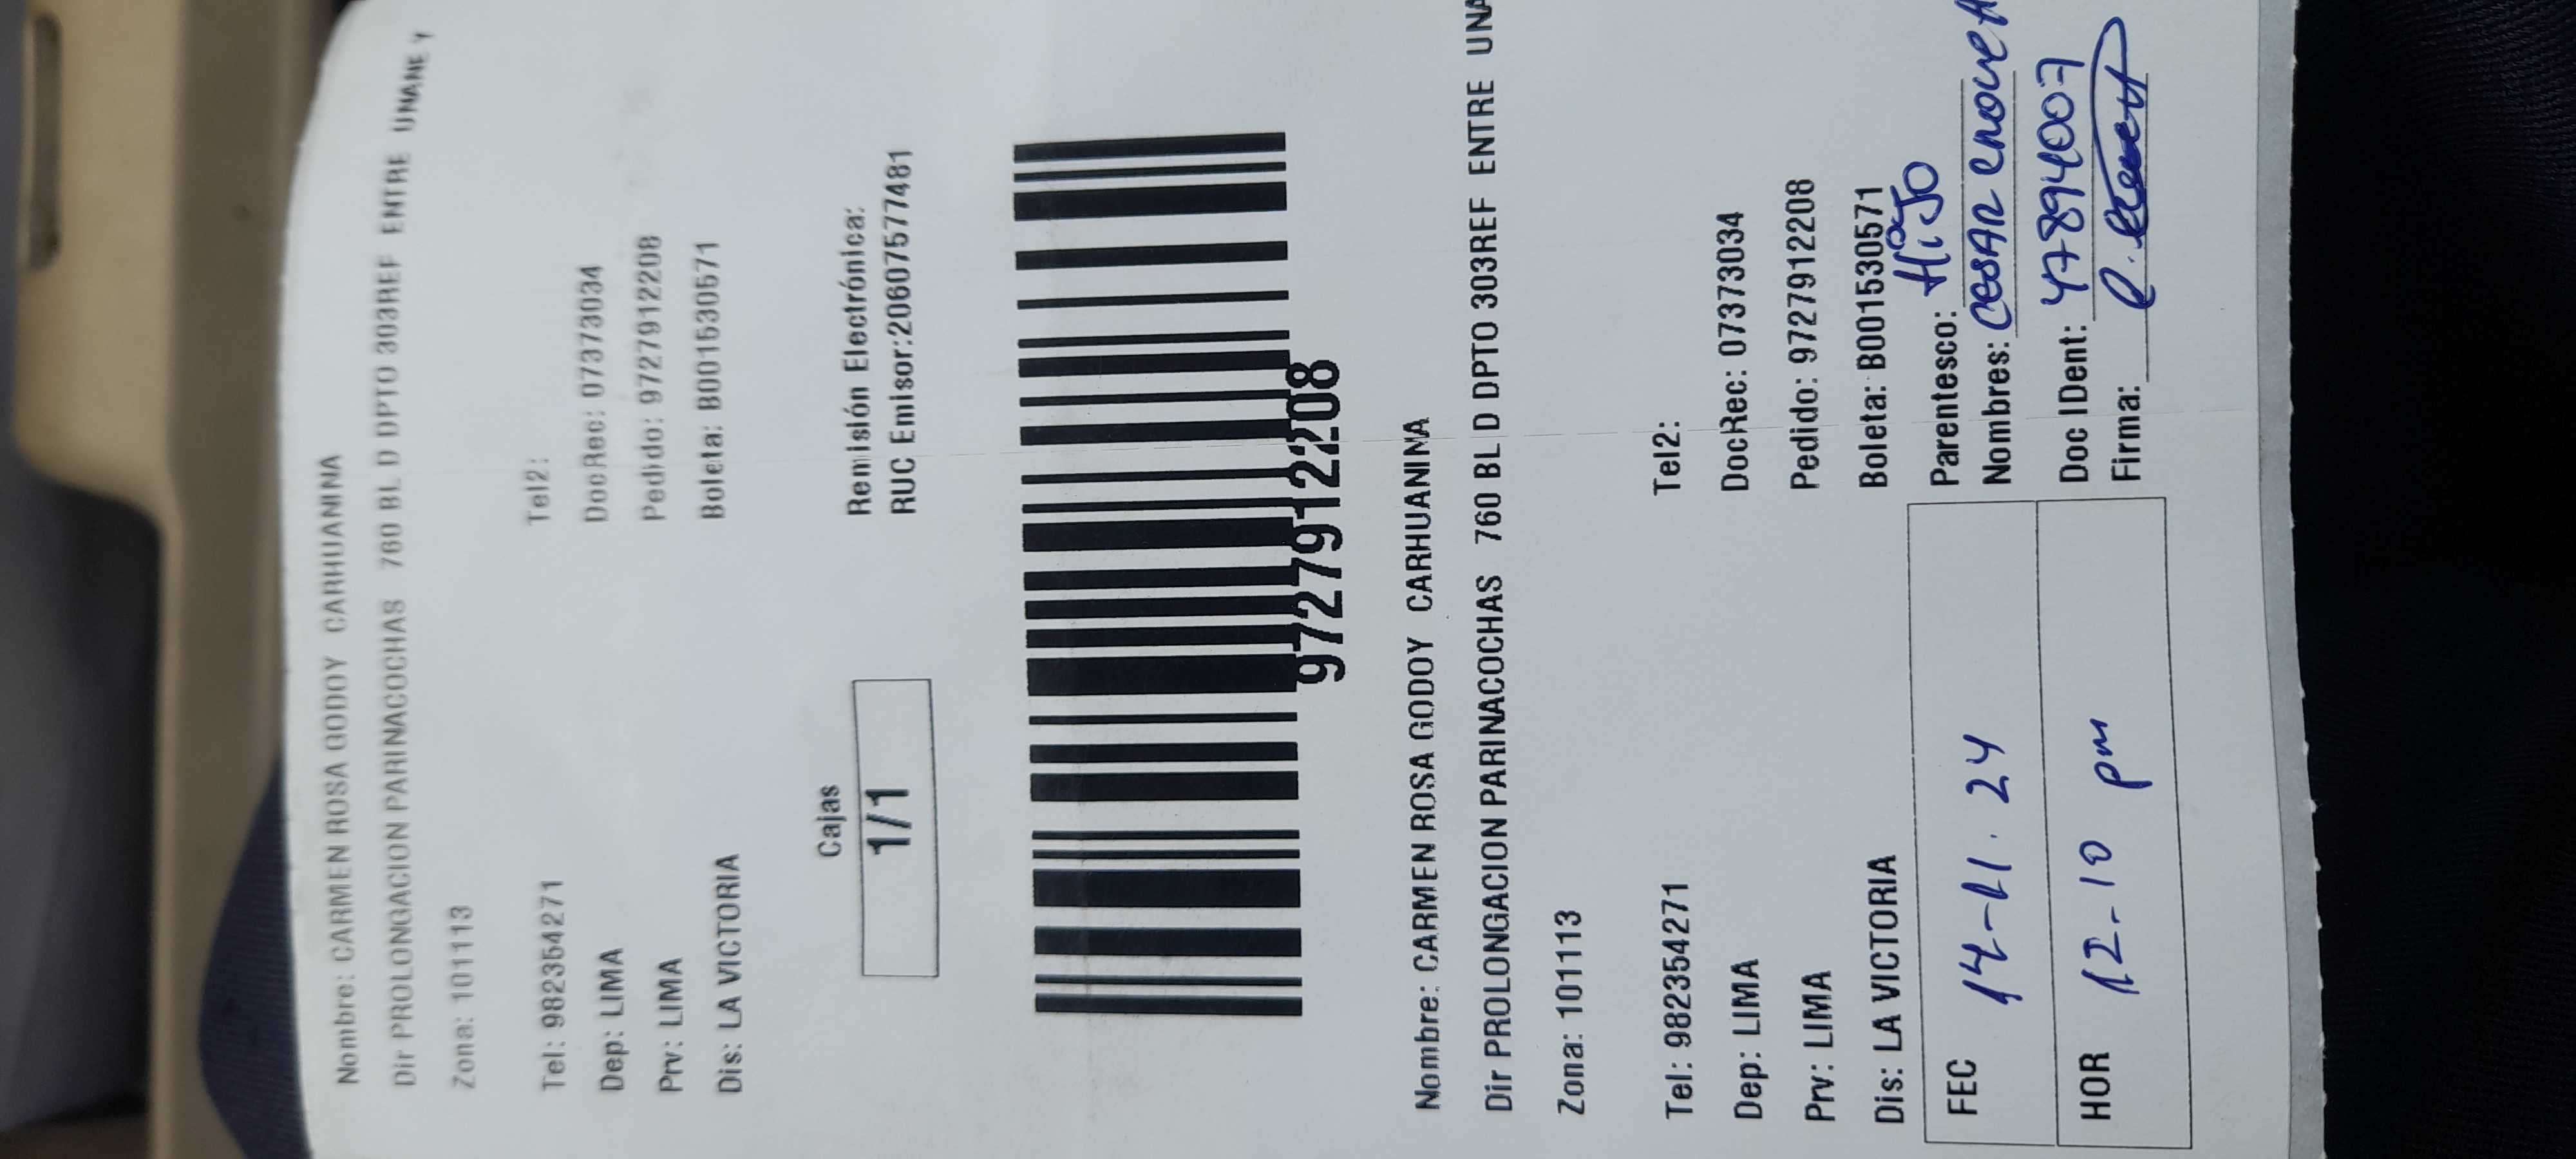 Nombre: CARMEN ROSA GODOY CARHUANINA
Dir PROLONGACION PARINACOCHAS 760 BL D DPTO 303REF ENTRE UNANE Y
Zona: 101113
Tel: 982354271 Tel2:
Dep: LIMA DocRec: 07373034
Prv: LIMA Pedido: 9727912208
Dis: LA VICTORIA Boleta: B001530571
Cajas
1/1
Remisión Electrónica:
RUC Emisor:20607577481
9727912208
Nombre: CARMEN ROSA GODOY CARHUANINA
Dir PROLONGACION PARINACOCHAS 760 BL D DPTO 303REF ENTRE UNA
Zona: 101113
Tel: 982354271 Tel2:
Dep: LIMA DocRec: 07373034
Prv: LIMA Pedido: 9727912208
Dis: LA VICTORIA Boleta: B001530571
Parentesco: HiJo
FEC 14-11.24 Nombres: CESAR
HOR 12-10 pm Doc IDent: 47894007
Firma: